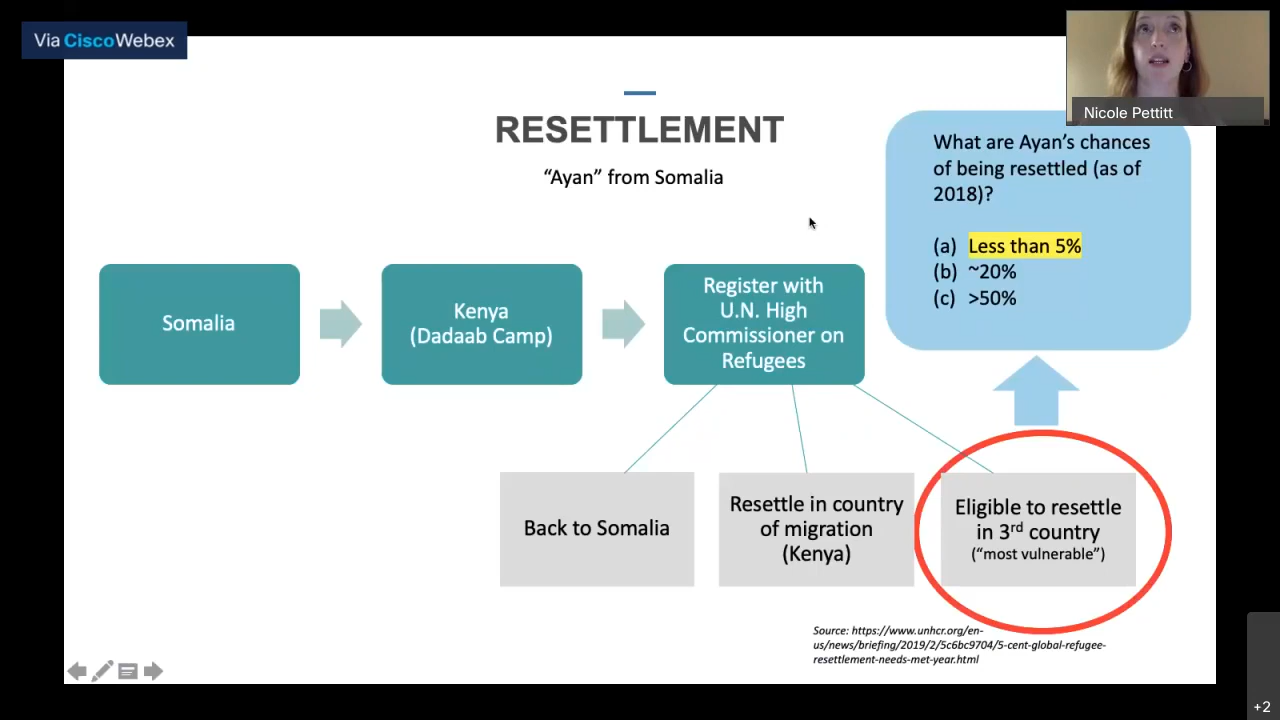 Via CiscoWebex
Nicole Pettitt
RESETTLEMENT
“Ayan” from Somalia
What are Ayan’s chances
of being resettled (as of
2018)?
(a) Less than 5%
(b) ~20%
(c) >50%
Somalia
Kenya
(Dadaab Camp)
Register with
U.N. High
Commissioner on
Refugees
Back to Somalia
Resettle in country
of migration
(Kenya)
Eligible to resettle
in 3rd country
(“most vulnerable”)
Source: https://www.unhcr.org/en-
us/news/briefing/2019/2/5c6bc9704/5-cent-global-refugee-
resettlement-needs-met-year.html
+2